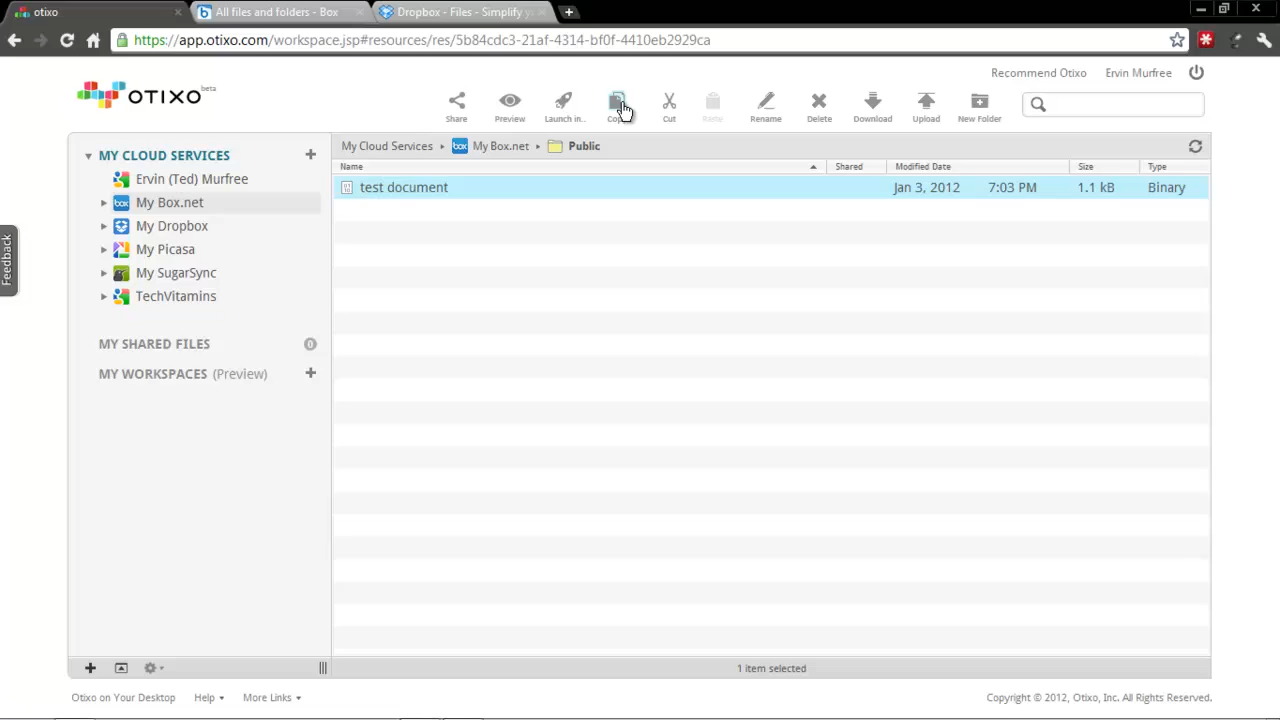 otixo
All files and folders - Box
Dropbox - Files - Simplify y
https://app.otixo.com/workspace.jsp#resources/res/5b84cdc3-21af-4314-bf0f-4410eb2929ca
Recommend Otixo
Ervin Murfree
OTIXO beta
Share
Preview
Launch in..
Cut
Paste
Rename
Delete
Download
Upload
New Folder
MY CLOUD SERVICES
Ervin (Ted) Murfree
box My Box.net
My Dropbox
My Picasa
My SugarSync
TechVitamins
MY SHARED FILES 0
MY WORKSPACES (Preview)
My Cloud Services box My Box.net Public
Name Shared Modified Date Size Type
test document Jan 3, 2012 7:03 PM 1.1 kB Binary
Feedback
1 item selected
Otixo on Your Desktop Help More Links
Copyright © 2012, Otixo, Inc. All Rights Reserved.